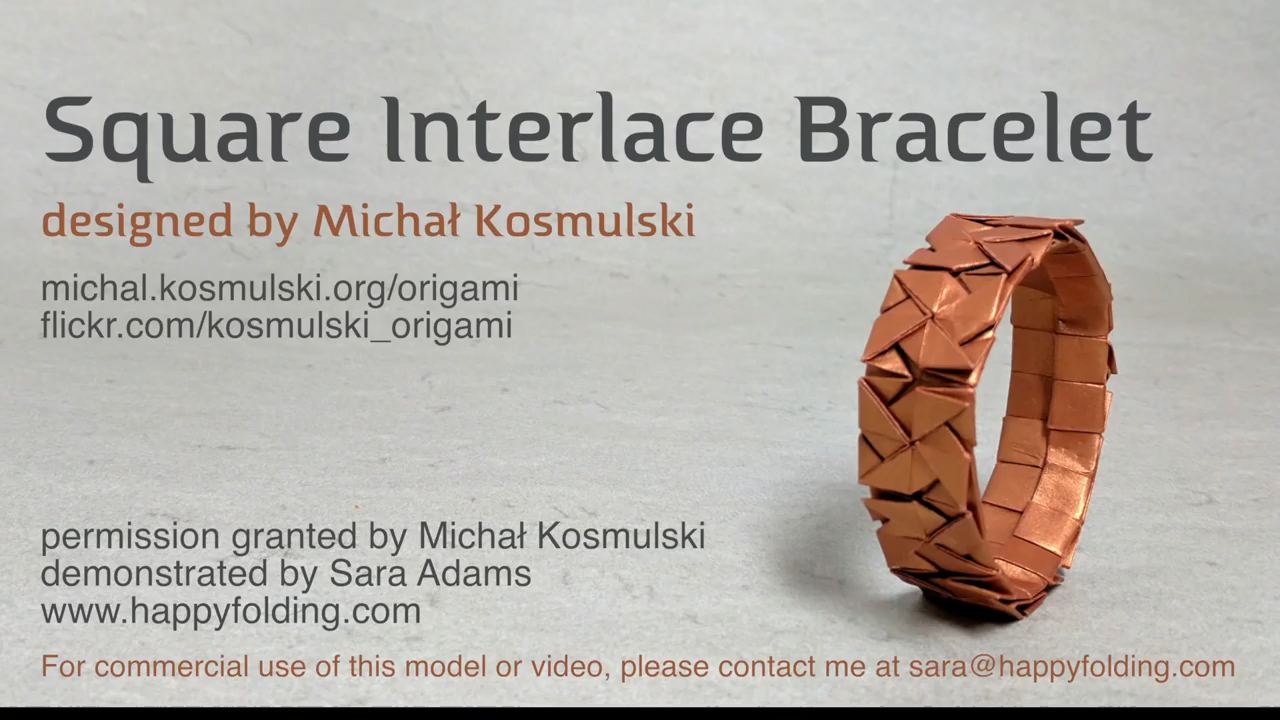 Square Interlace Bracelet
designed by Michał Kosmulski
michal.kosmulski.org/origami
flickr.com/kosmulski_origami
permission granted by Michał Kosmulski
demonstrated by Sara Adams
www.happyfolding.com
For commercial use of this model or video, please contact me at sara@happyfolding.com